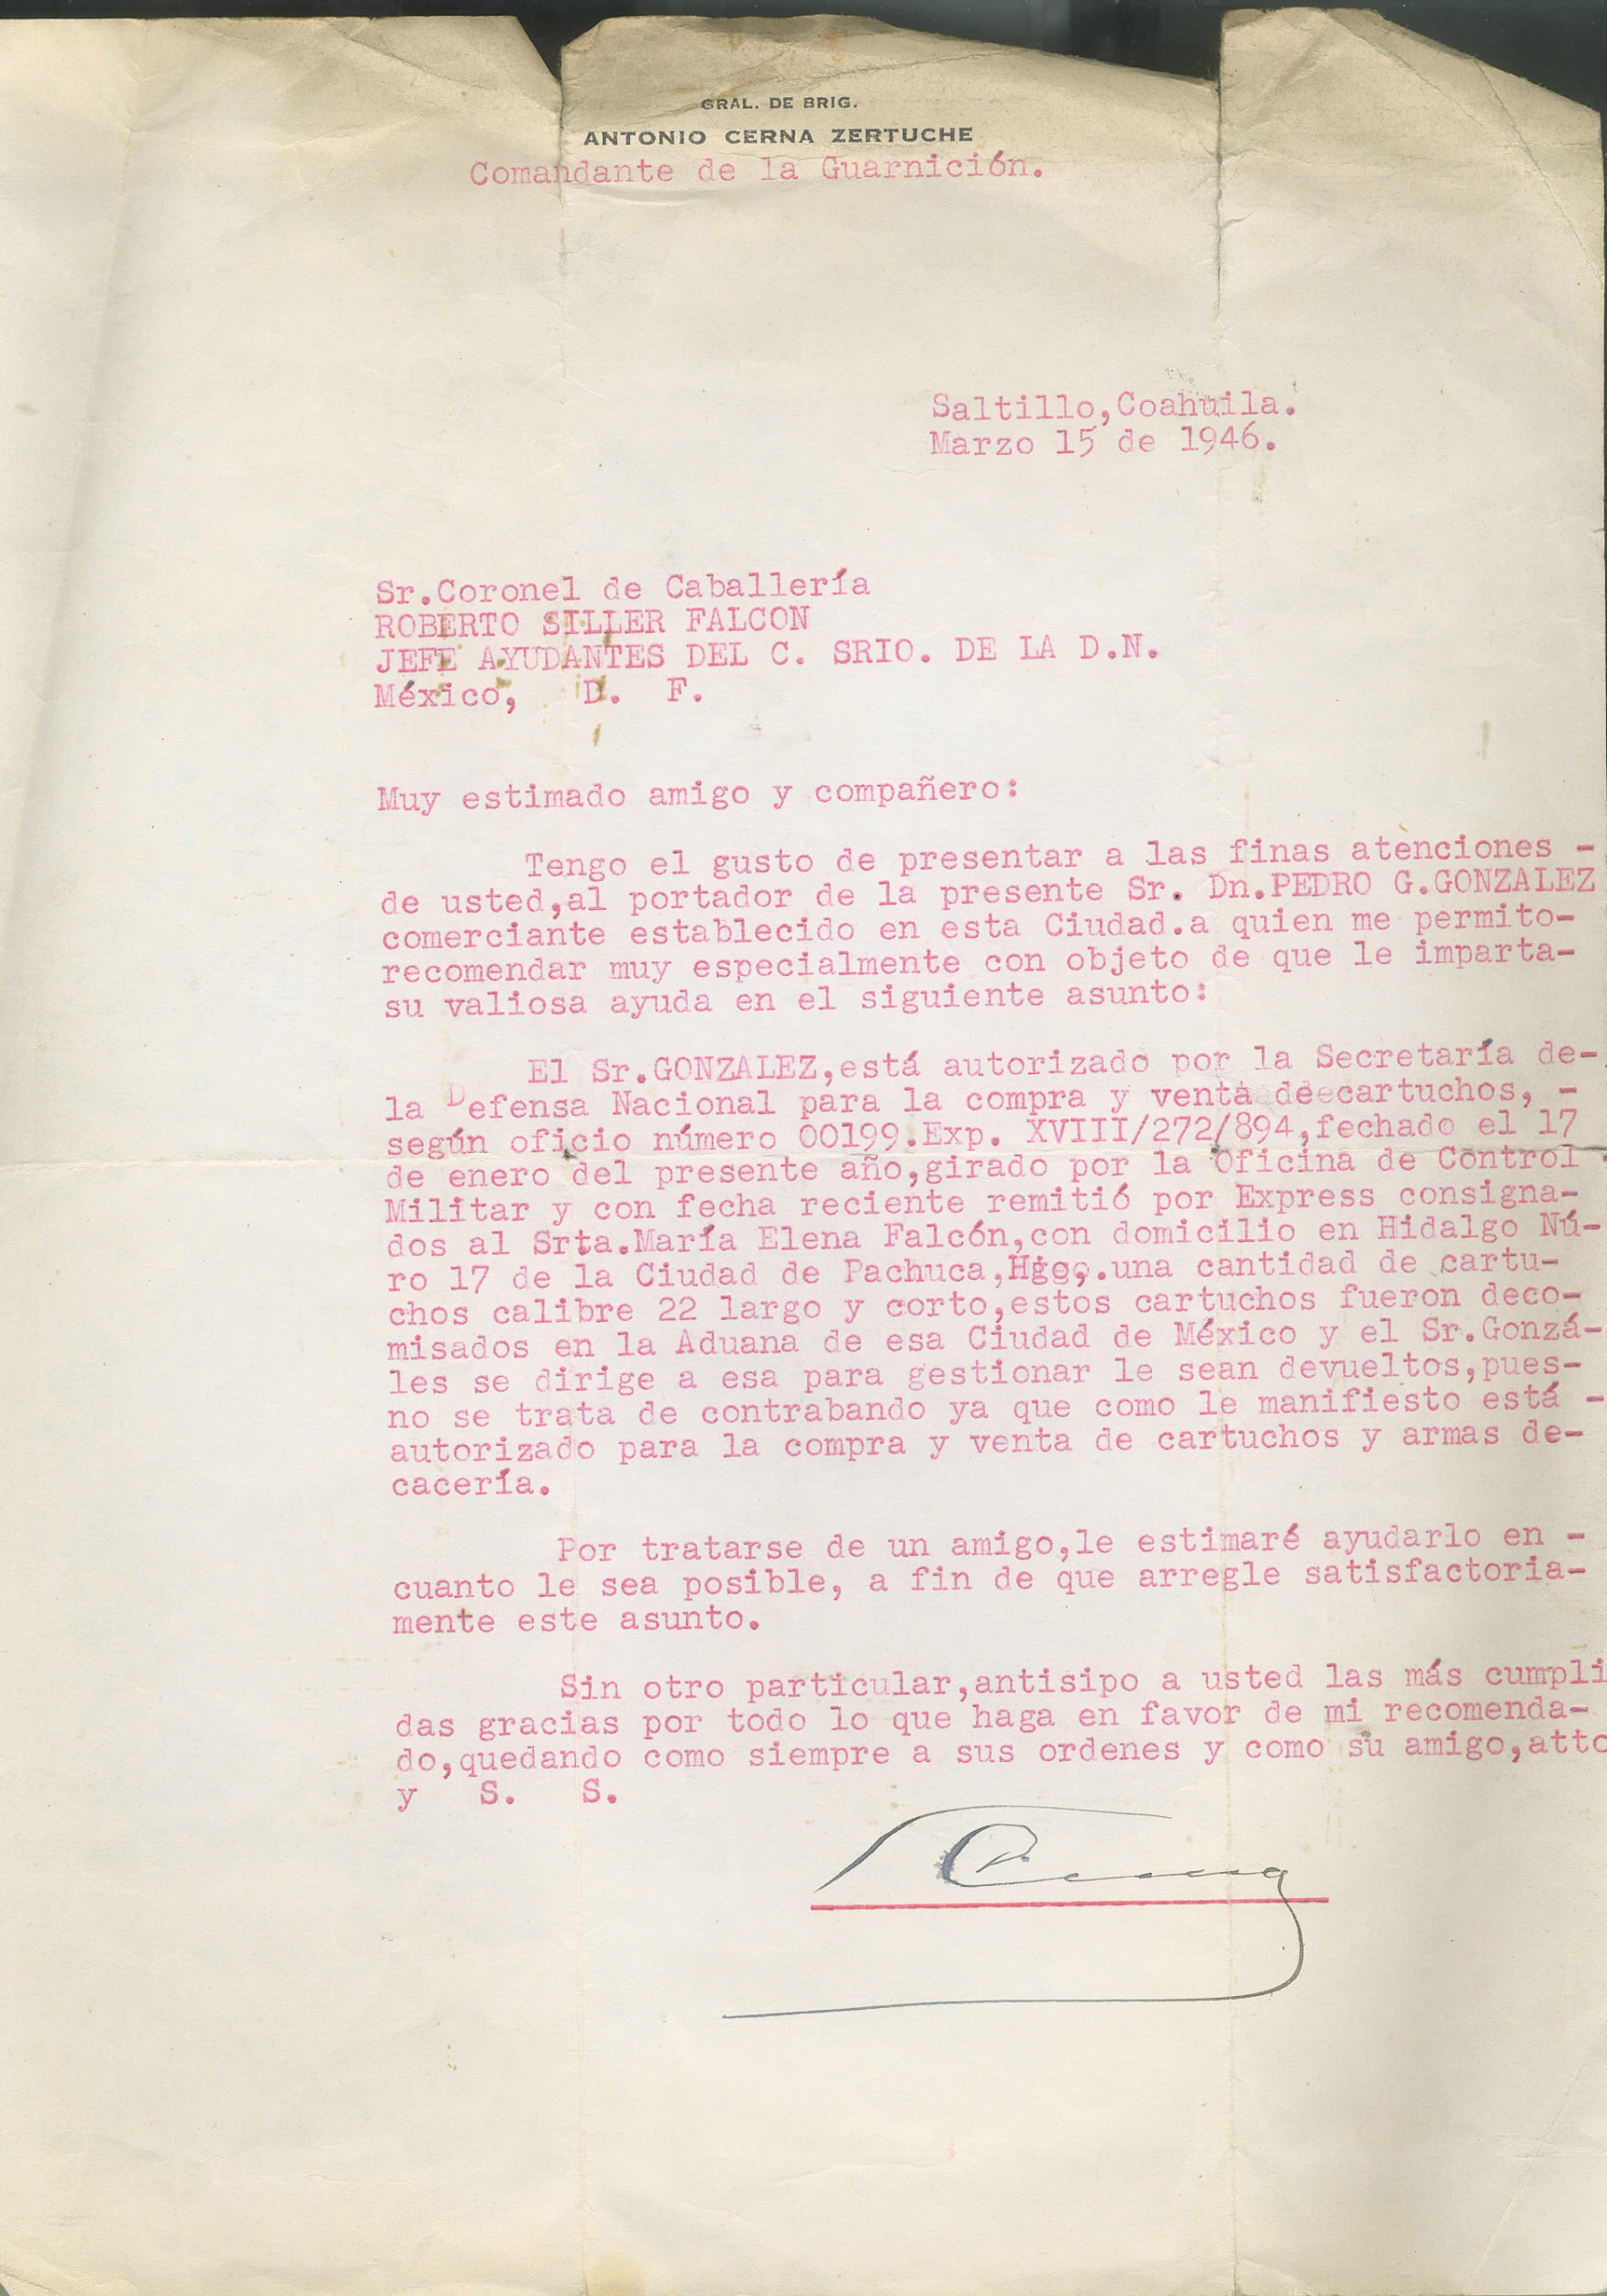 GRAL. DE BRIG.
ANTONIO CERNA ZERTUCHE
Comandante de la Guarnición.
Saltillo,Coahuila.
Marzo 15 de 1946.
Sr.Coronel de Caballería
ROBERTO SILLER FALCON
JEFE AYUDANTES DEL C. SRIO. DE LA D.N.
México, D. F.
Muy estimado amigo y compañero:
Tengo el gusto de presentar a las finas atenciones -
de usted,al portador de la presente Sr. Dn.PEDRO G.GONZALEZ
comerciante establecido en esta Ciudad.a quien me permito-
recomendar muy especialmente con objeto de que le imparta-
su valiosa ayuda en el siguiente asunto:
El Sr.GONZALEZ,está autorizado por la Secretaría de-
la Defensa Nacional para la compra y venta deecartuchos, -
según oficio número 00199.Exp. XVIII/272/894,fechado el 17
de enero del presente año,girado por la Oficina de Control -
Militar y con fecha reciente remitió por Express consigna-
dos al Srta.María Elena Falcón,con domicilio en Hidalgo Nú-
ro 17 de la Ciudad de Pachuca,Hgo,.una cantidad de cartu-
chos calibre 22 largo y corto,estos cartuchos fueron deco-
misados en la Aduana de esa Ciudad de México y el Sr.Gonzá-
les se dirige a esa para gestionar le sean devueltos,pues-
no se trata de contrabando ya que como le manifiesto está -
autorizado para la compra y venta de cartuchos y armas de-
cacería.
Por tratarse de un amigo,le estimaré ayudarlo en -
cuanto le sea posible, a fin de que arregle satisfactoria-
mente este asunto.
Sin otro particular,antisipo a usted las más cumpli
das gracias por todo lo que haga en favor de mi recomenda-
do,quedando como siempre a sus ordenes y como su amigo,atto
y S. S.
Cerna